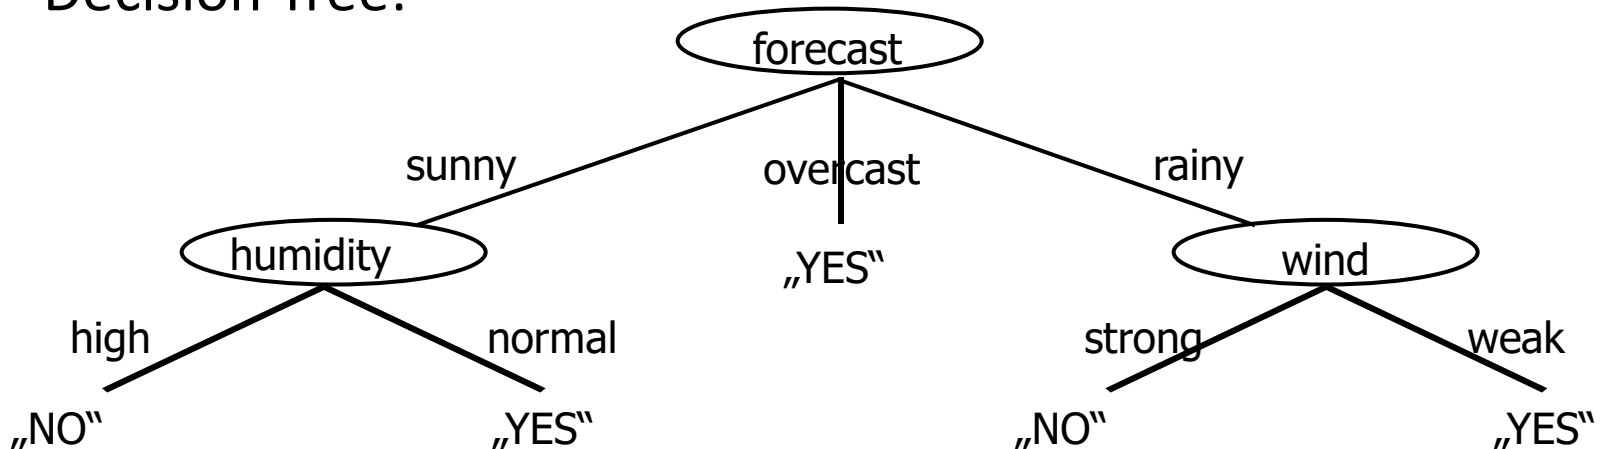 Decision Tree:
forecast
sunny overcast rainy
humidity „YES“ wind
high normal strong weak
„NO“ „YES“ „NO“ „YES“